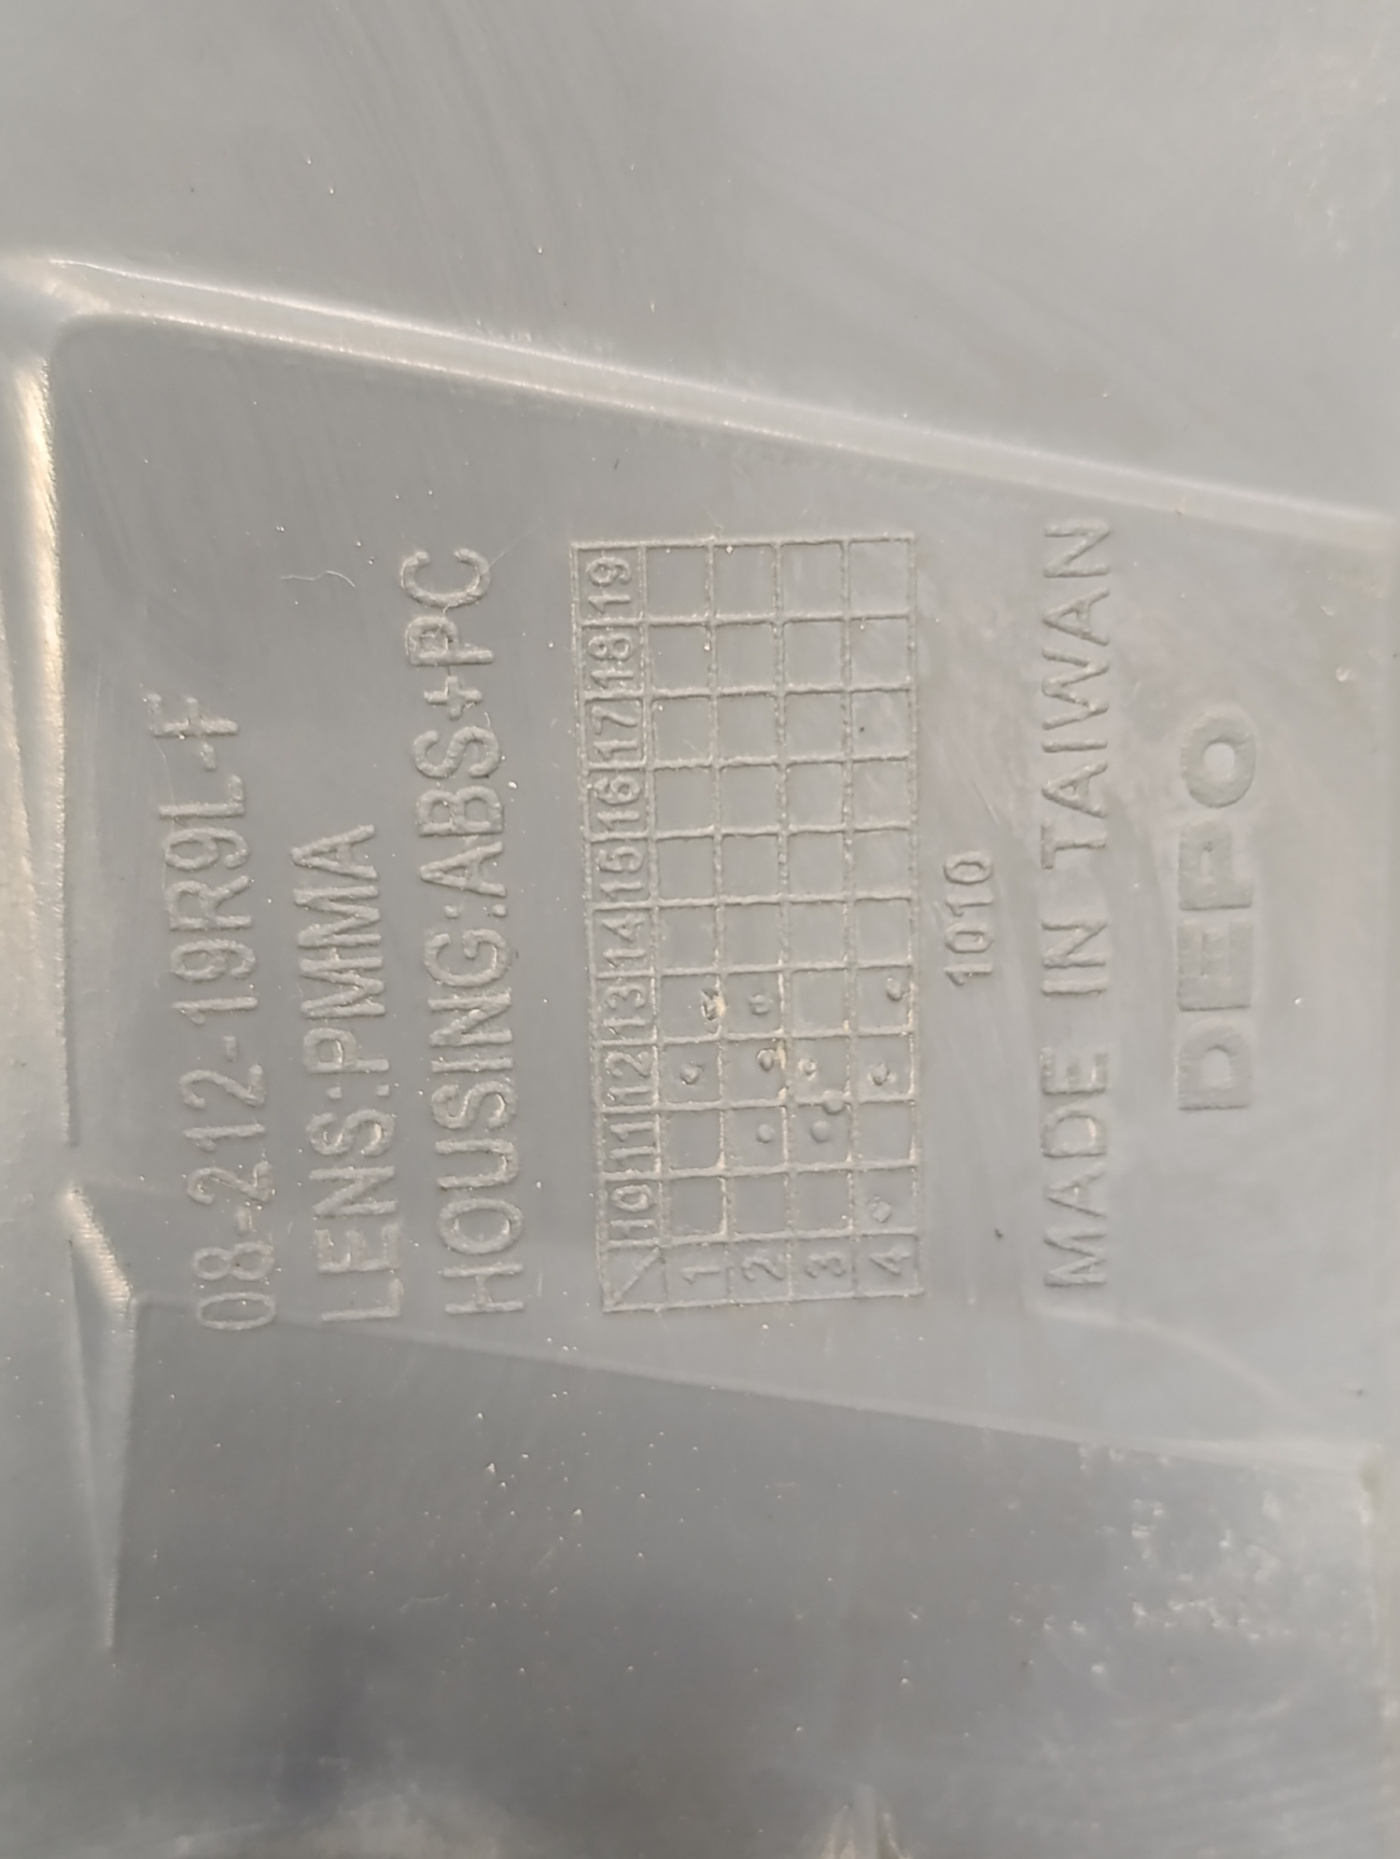 08-212-19R9L-F
LENS:PMMA
HOUSING:ABS+PC
10 11 12 13 14 15 16 17 18 19
1
2
3
4
1010
MADE IN TAIWAN
DEPO